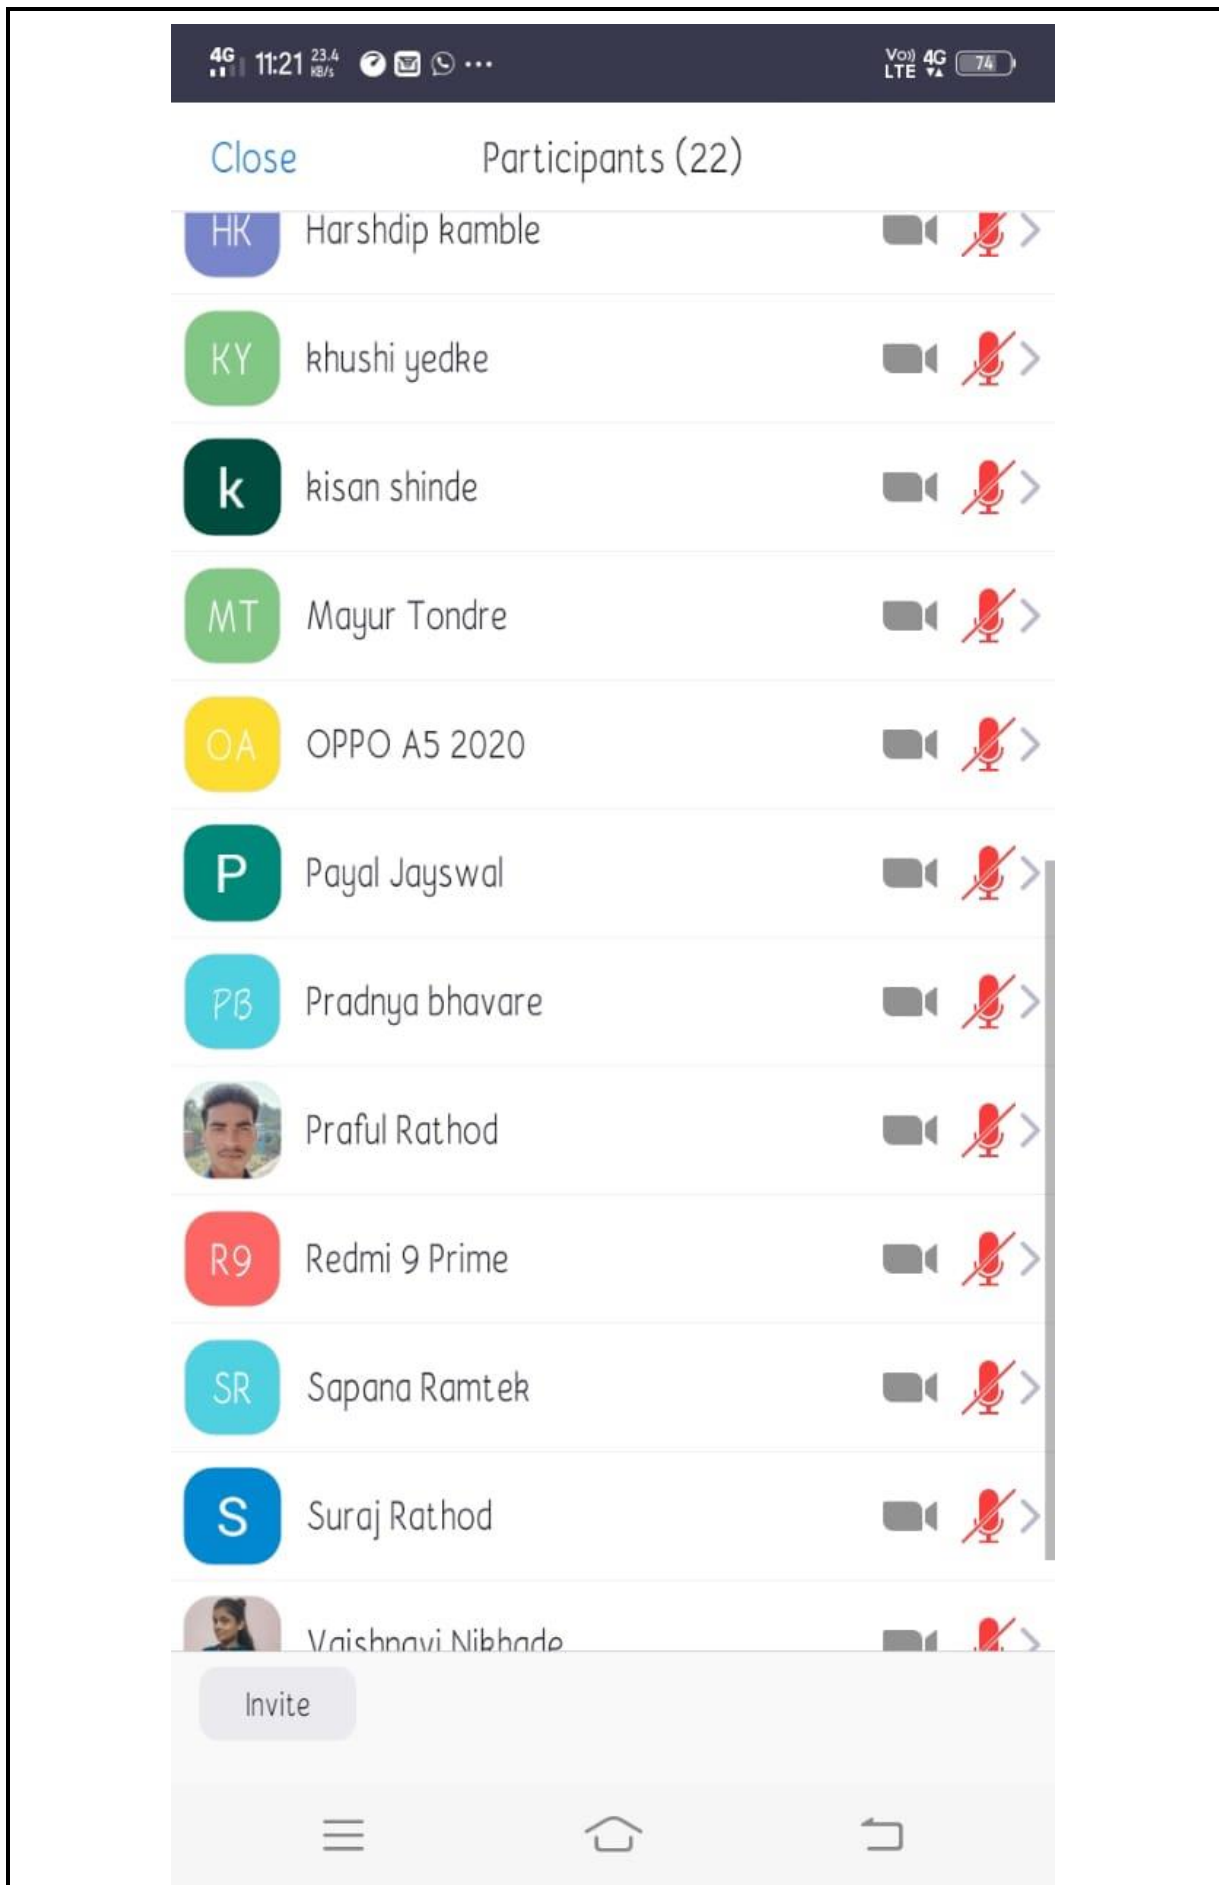 4G 11:21 23.4 KB/s ... Vo)) LTE 4G 74
Close Participants (22)
HK Harshdip kamble
KY khushi yedke
k kisan shinde
MT Mayur Tondre
OA OPPO A5 2020
P Payal Jayswal
PB Pradnya bhavare
Praful Rathod
R9 Redmi 9 Prime
SR Sapana Ramtek
S Suraj Rathod
Vaishnavi Nikhade
Invite